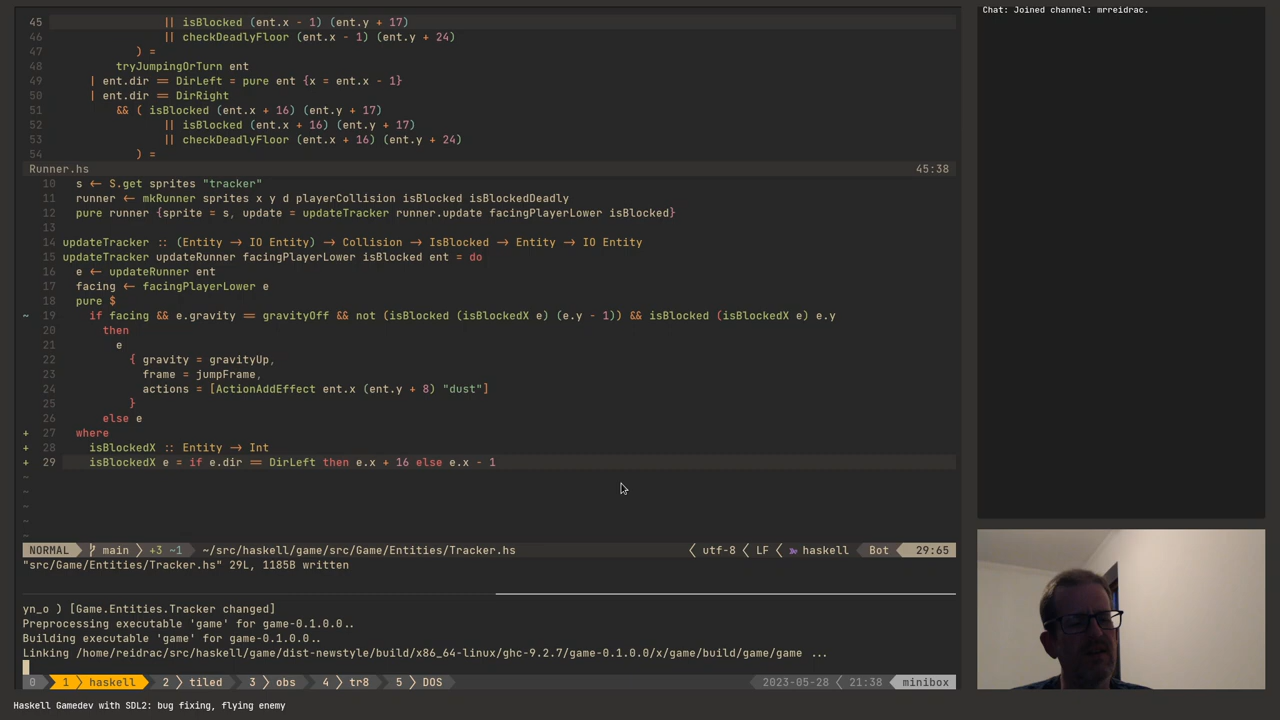 45                 || isBlocked (ent.x - 1) (ent.y + 17)
46                 || checkDeadlyFloor (ent.x - 1) (ent.y + 24)
47             ) =
48          tryJumpingOrTurn ent
49      | ent.dir == DirLeft = pure ent {x = ent.x - 1}
50      | ent.dir == DirRight
51          && ( isBlocked (ent.x + 16) (ent.y + 17)
52                 || isBlocked (ent.x + 16) (ent.y + 17)
53                 || checkDeadlyFloor (ent.x + 16) (ent.y + 24)
54             ) =
Runner.hs 45:38
10    s <- S.get sprites "tracker"
11    runner <- mkRunner sprites x y d playerCollision isBlocked isBlockedDeadly
12    pure runner {sprite = s, update = updateTracker runner.update facingPlayerLower isBlocked}
13
14  updateTracker :: (Entity -> IO Entity) -> Collision -> IsBlocked -> Entity -> IO Entity
15  updateTracker updateRunner facingPlayerLower isBlocked ent = do
16    e <- updateRunner ent
17    facing <- facingPlayerLower e
18    pure $
~ 19      if facing && e.gravity == gravityOff && not (isBlocked (isBlockedX e) (e.y - 1)) && isBlocked (isBlockedX e) e.y
20        then
21          e
22            { gravity = gravityUp,
23              frame = jumpFrame,
24              actions = [ActionAddEffect ent.x (ent.y + 8) "dust"]
25            }
26        else e
+ 27    where
+ 28      isBlockedX :: Entity -> Int
+ 29      isBlockedX e = if e.dir == DirLeft then e.x + 16 else e.x - 1
~
~
~
~
~
NORMAL main +3 ~1 ~/src/haskell/game/src/Game/Entities/Tracker.hs utf-8 LF haskell Bot 29:65
"src/Game/Entities/Tracker.hs" 29L, 1185B written
yn_o ) [Game.Entities.Tracker changed]
Preprocessing executable 'game' for game-0.1.0.0..
Building executable 'game' for game-0.1.0.0..
Linking /home/reidrac/src/haskell/game/dist-newstyle/build/x86_64-linux/ghc-9.2.7/game-0.1.0.0/x/game/build/game/game ...
0 1 haskell 2 tiled 3 obs 4 tr8 5 DOS 2023-05-28 21:38 minibox
Haskell Gamedev with SDL2: bug fixing, flying enemy
Chat: Joined channel: mrreidrac.